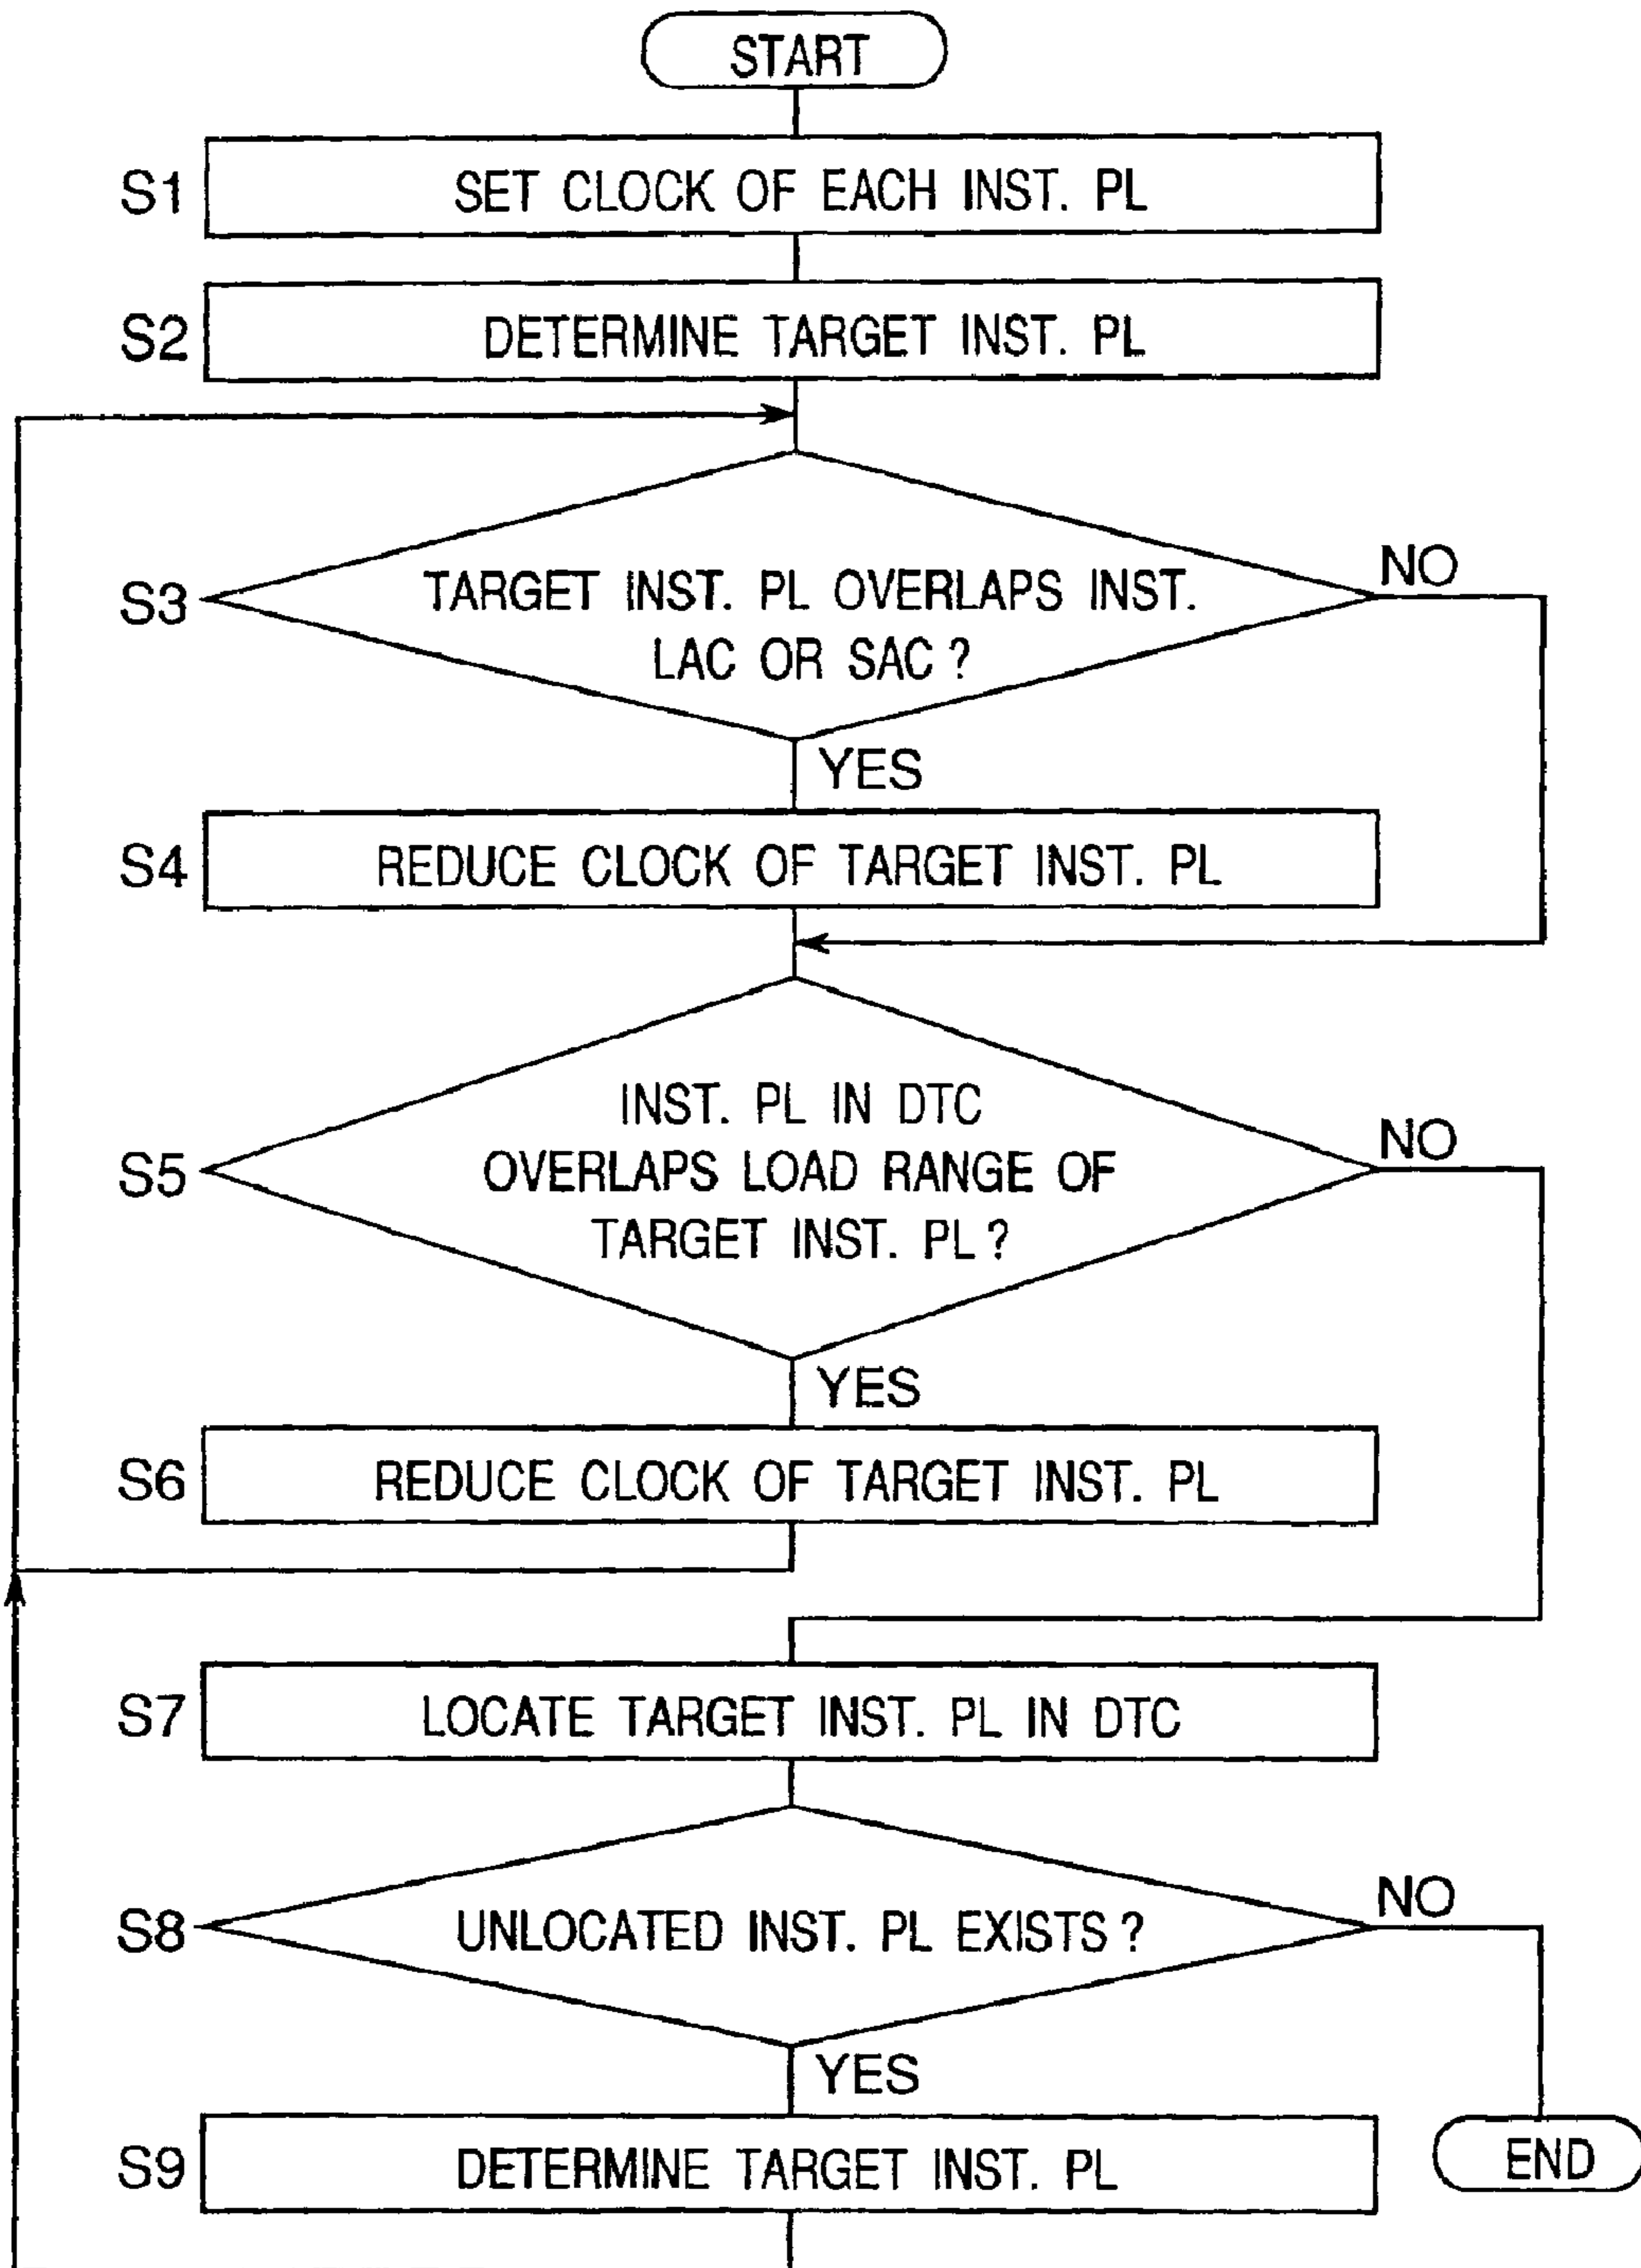 START
S1 SET CLOCK OF EACH INST. PL
S2 DETERMINE TARGET INST. PL
S3 TARGET INST. PL OVERLAPS INST.
LAC OR SAC ?
NO
YES
S4 REDUCE CLOCK OF TARGET INST. PL
INST. PL IN DTC
S5 OVERLAPS LOAD RANGE OF
TARGET INST. PL ?
NO
YES
S6 REDUCE CLOCK OF TARGET INST. PL
S7 LOCATE TARGET INST. PL IN DTC
S8 UNLOCATED INST. PL EXISTS ?
NO
YES
S9 DETERMINE TARGET INST. PL
END